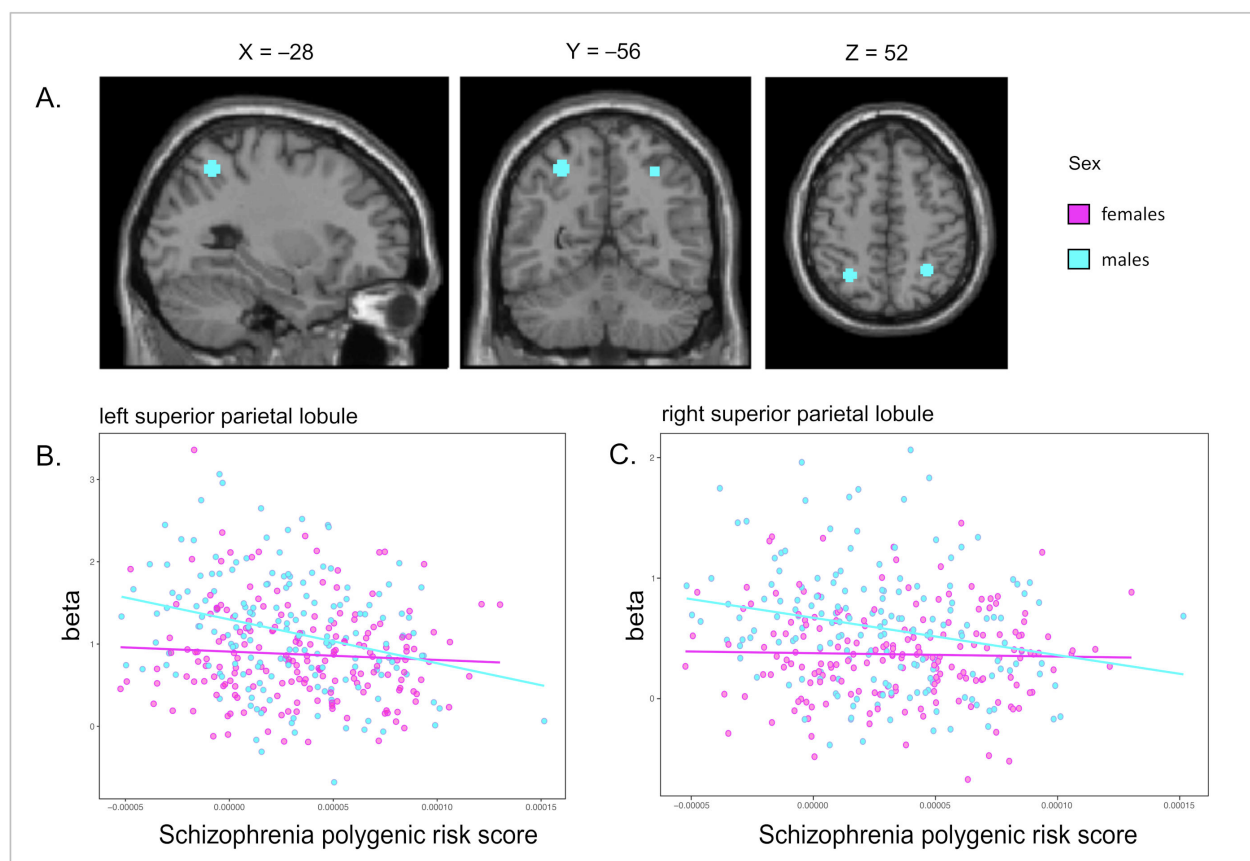 X = –28
Y = –56
Z = 52
A.
Sex
females
males
left superior parietal lobule
B.
beta
3
2
1
0
–0.00005
0.00000
0.00005
0.00010
0.00015
Schizophrenia polygenic risk score
right superior parietal lobule
C.
beta
2
1
0
–0.00005
0.00000
0.00005
0.00010
0.00015
Schizophrenia polygenic risk score